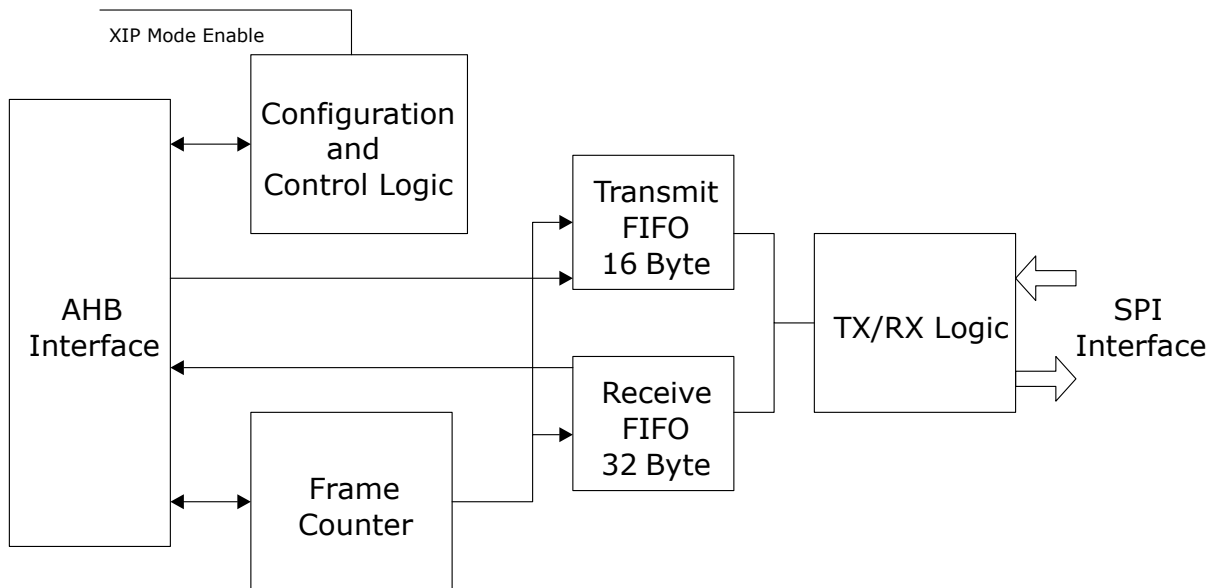 XIP Mode Enable
Configuration
and
Control Logic
AHB
Interface
Transmit
FIFO
16 Byte
Receive
FIFO
32 Byte
Frame
Counter
TX/RX Logic
SPI
Interface